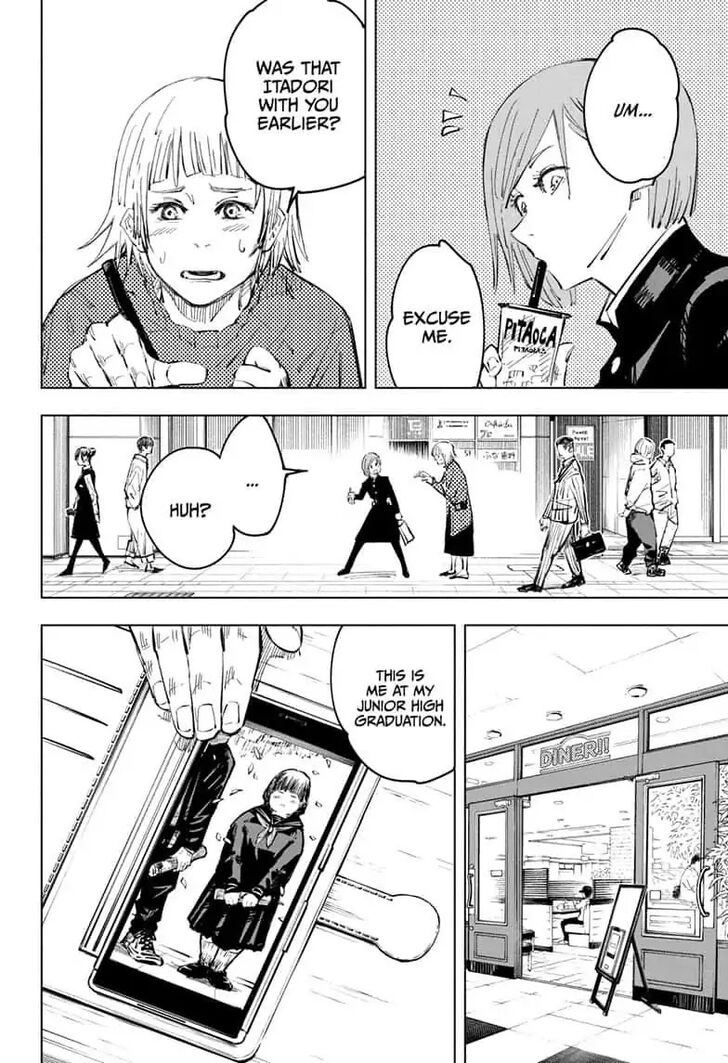 UM...
EXCUSE
ME.
PITAOCA
WAS THAT
ITADORI
WITH YOU
EARLIER?
...
HUH?
DINER!!
THIS IS
ME AT MY
JUNIOR HIGH
GRADUATION.